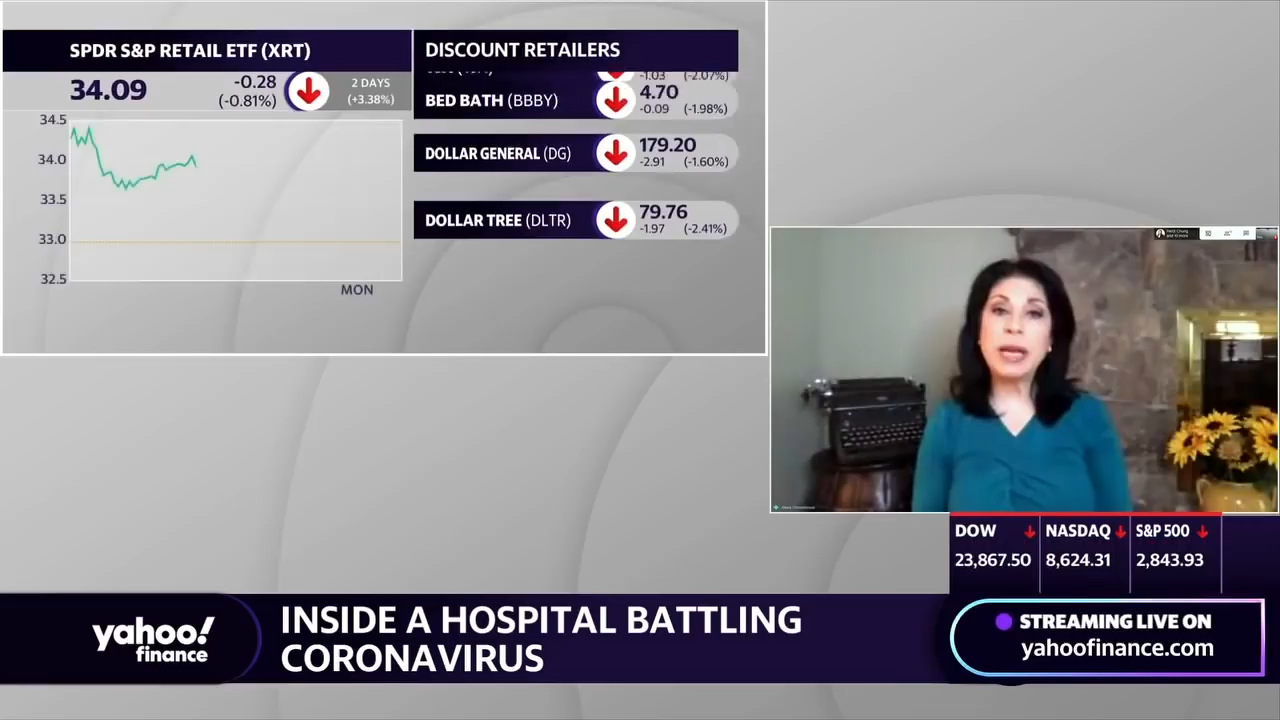 SPDR S&P RETAIL ETF (XRT)
34.09
-0.28
(-0.81%)
2 DAYS
(+3.38%)
34.5
34.0
33.5
33.0
32.5
MON
DISCOUNT RETAILERS
-1.03 (-2.07%)
BED BATH (BBBY)
4.70
-0.09 (-1.98%)
DOLLAR GENERAL (DG)
179.20
-2.91 (-1.60%)
DOLLAR TREE (DLTR)
79.76
-1.97 (-2.41%)
DOW
NASDAQ
S&P 500
23,867.50
8,624.31
2,843.93
yahoo!
finance
INSIDE A HOSPITAL BATTLING
CORONAVIRUS
STREAMING LIVE ON
yahoofinance.com